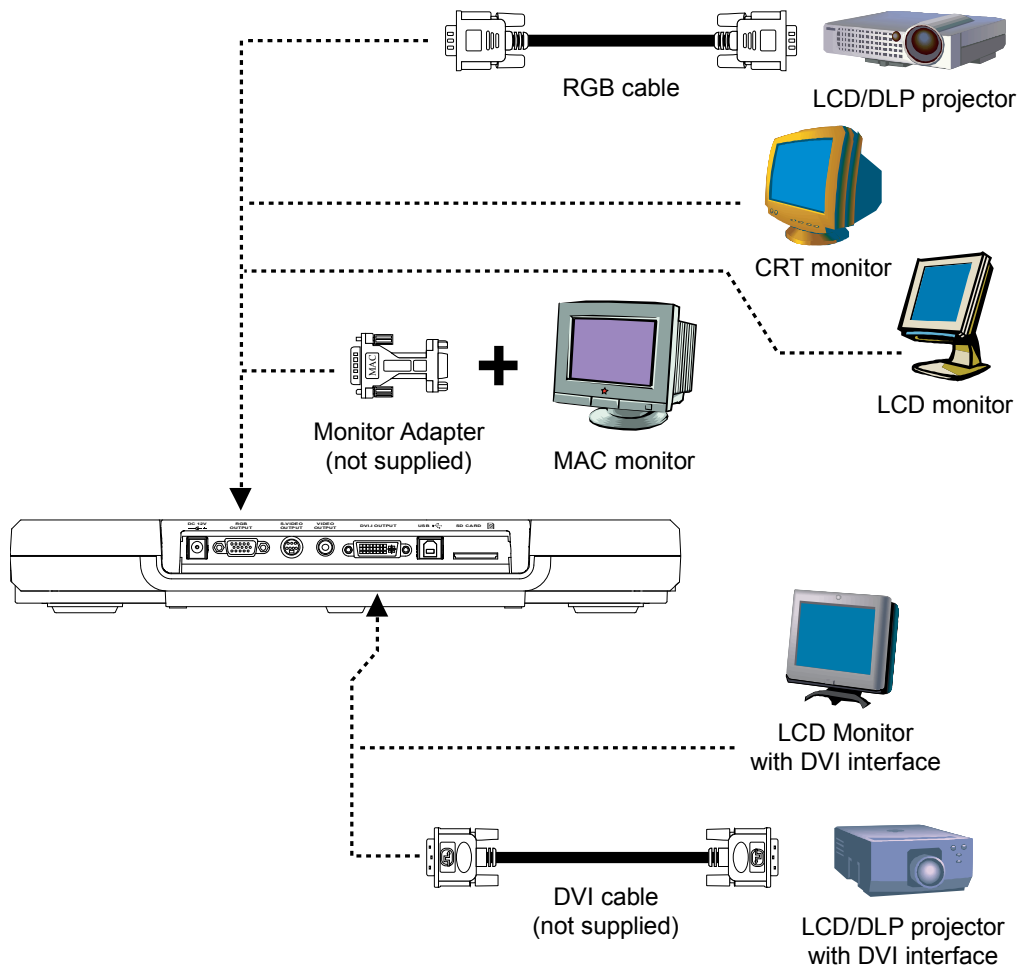 RGB cable
LCD/DLP projector
CRT monitor
LCD monitor
MAC
Monitor Adapter
(not supplied)
MAC monitor
DC 12V
RGB
OUTPUT
S.VIDEO
OUTPUT
VIDEO
OUTPUT
DVI-I OUTPUT
USB
SD CARD
LCD Monitor
with DVI interface
DVI cable
(not supplied)
LCD/DLP projector
with DVI interface